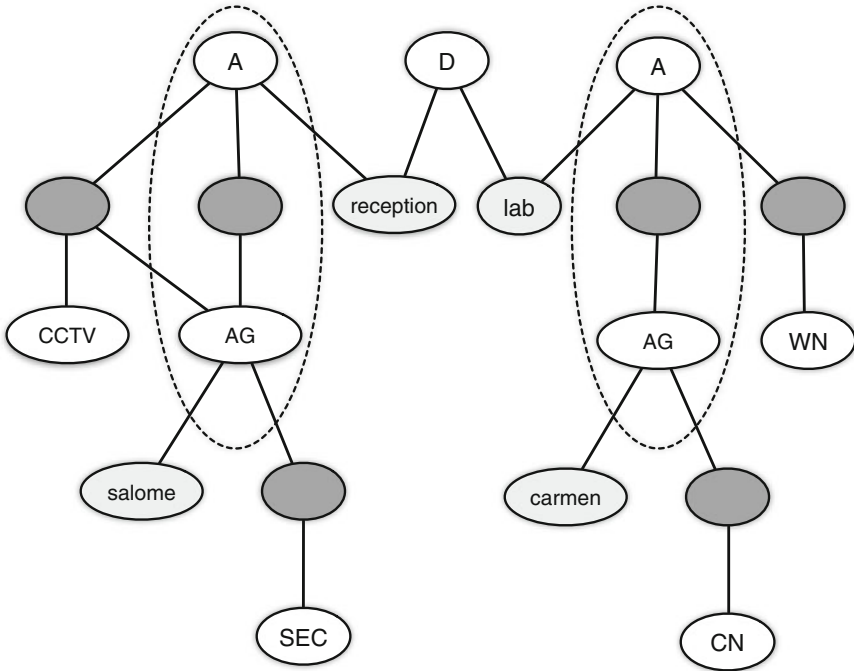 A
D
A
reception
lab
CCTV
AG
AG
WN
salome
carmen
SEC
CN